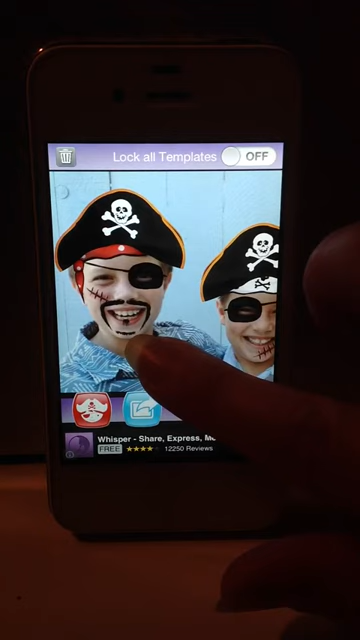 Lock all Templates OFF
Whisper - Share, Express, Me
FREE 12250 Reviews